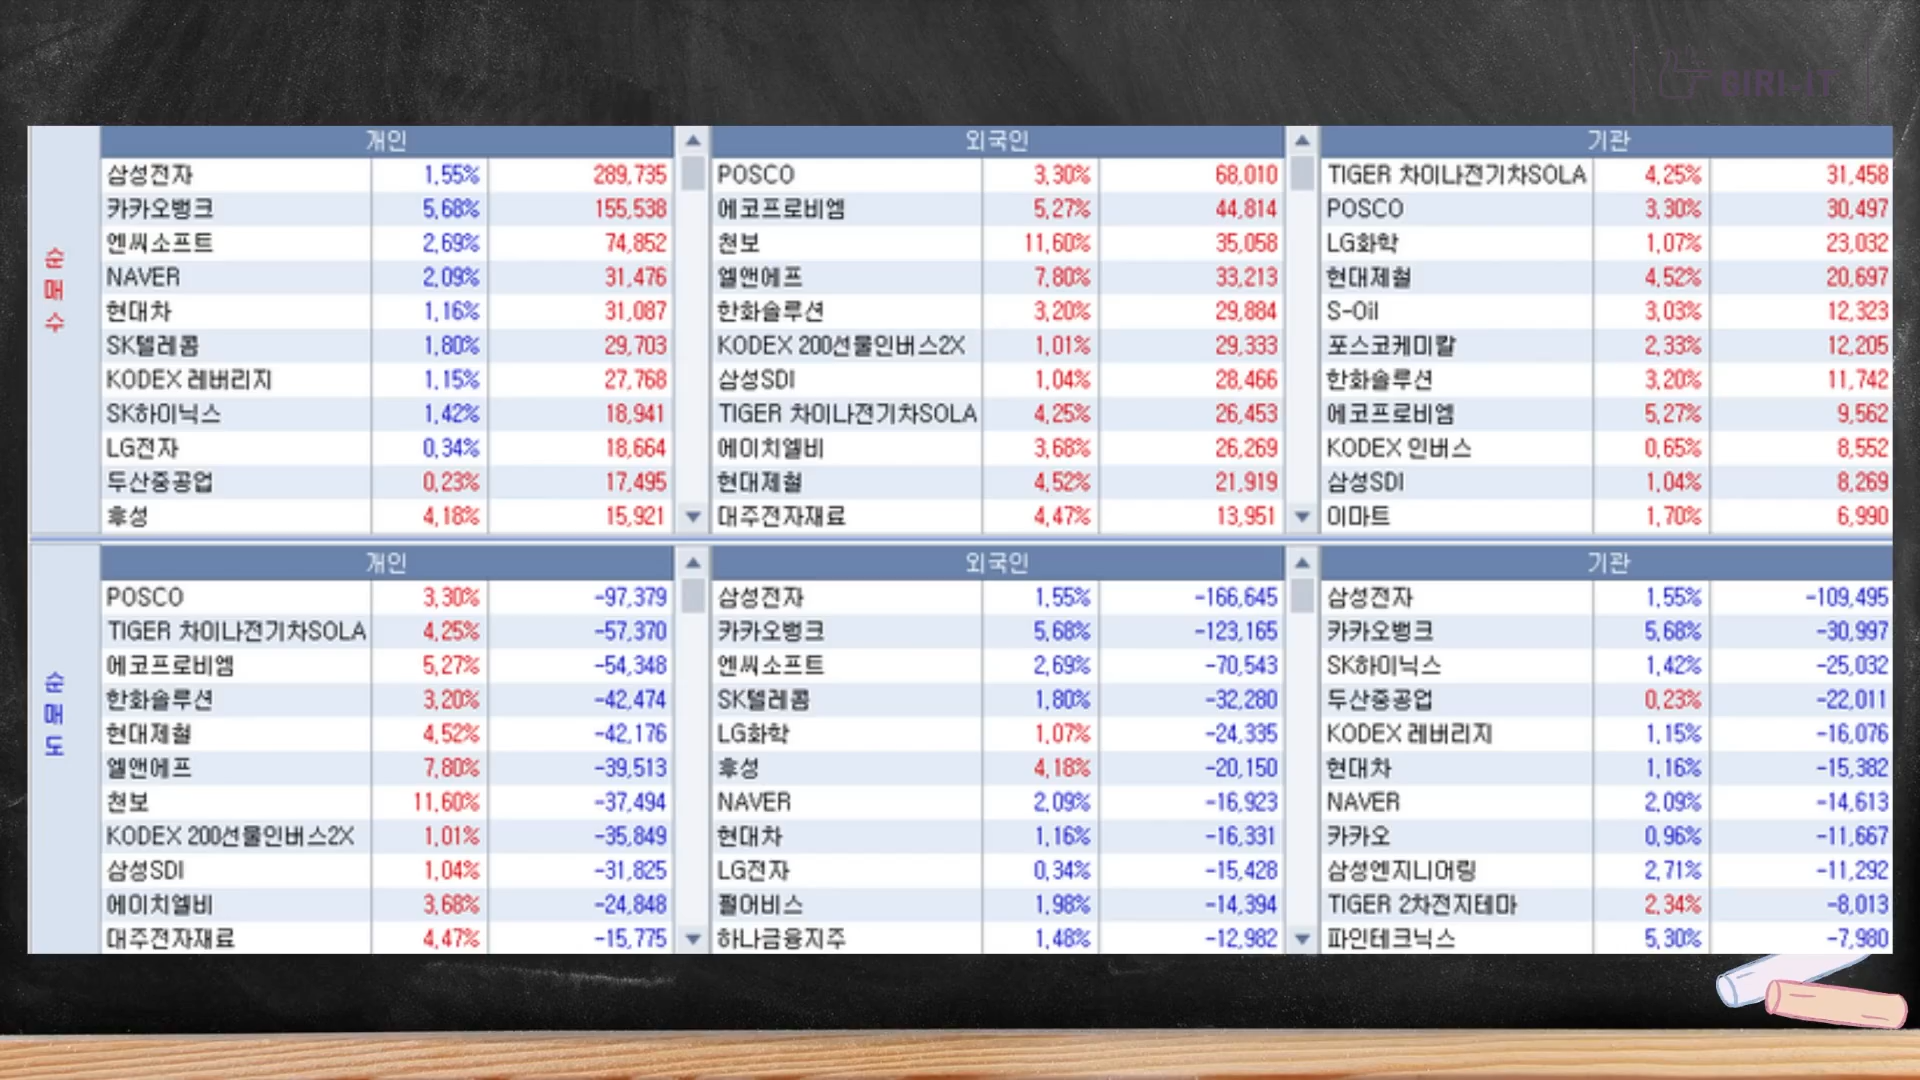 BIRI-IT
순매수
개인 외국인 기관
삼성전자 1.55% 289,735 POSCO 3.30% 68,010 TIGER 차이나전기차SOLA 4.25% 31,458
카카오뱅크 5.68% 155,538 에코프로비엠 5.27% 44,814 POSCO 3.30% 30,497
엔씨소프트 2.69% 74,852 천보 11.60% 35,058 LG화학 1.07% 23,032
NAVER 2.09% 31,476 엘앤에프 7.80% 33,213 현대제철 4.52% 20,697
현대차 1.16% 31,087 한화솔루션 3.20% 29,884 S-Oil 3.03% 12,323
SK텔레콤 1.80% 29,703 KODEX 200선물인버스2X 1.01% 29,333 포스코케미칼 2.33% 12,205
KODEX 레버리지 1.15% 27,768 삼성SDI 1.04% 28,466 한화솔루션 3.20% 11,742
SK하이닉스 1.42% 18,941 TIGER 차이나전기차SOLA 4.25% 26,453 에코프로비엠 5.27% 9,562
LG전자 0.34% 18,664 에이치엘비 3.68% 26,269 KODEX 인버스 0.65% 8,552
두산중공업 0.23% 17,495 현대제철 4.52% 21,919 삼성SDI 1.04% 8,269
후성 4.18% 15,921 대주전자재료 4.47% 13,951 이마트 1.70% 6,990
순매도
개인 외국인 기관
POSCO 3.30% -97,379 삼성전자 1.55% -166,645 삼성전자 1.55% -109,495
TIGER 차이나전기차SOLA 4.25% -57,370 카카오뱅크 5.68% -123,165 카카오뱅크 5.68% -30,997
에코프로비엠 5.27% -54,348 엔씨소프트 2.69% -70,543 SK하이닉스 1.42% -25,032
한화솔루션 3.20% -42,474 SK텔레콤 1.80% -32,280 두산중공업 0.23% -22,011
현대제철 4.52% -42,176 LG화학 1.07% -24,335 KODEX 레버리지 1.15% -16,076
엘앤에프 7.80% -39,513 후성 4.18% -20,150 현대차 1.16% -15,382
천보 11.60% -37,494 NAVER 2.09% -16,923 NAVER 2.09% -14,613
KODEX 200선물인버스2X 1.01% -35,849 현대차 1.16% -16,331 카카오 0.96% -11,667
삼성SDI 1.04% -31,825 LG전자 0.34% -15,428 삼성엔지니어링 2.71% -11,292
에이치엘비 3.68% -24,848 펄어비스 1.98% -14,394 TIGER 2차전지테마 2.34% -8,013
대주전자재료 4.47% -15,775 하나금융지주 1.48% -12,982 파인테크닉스 5.30% -7,980